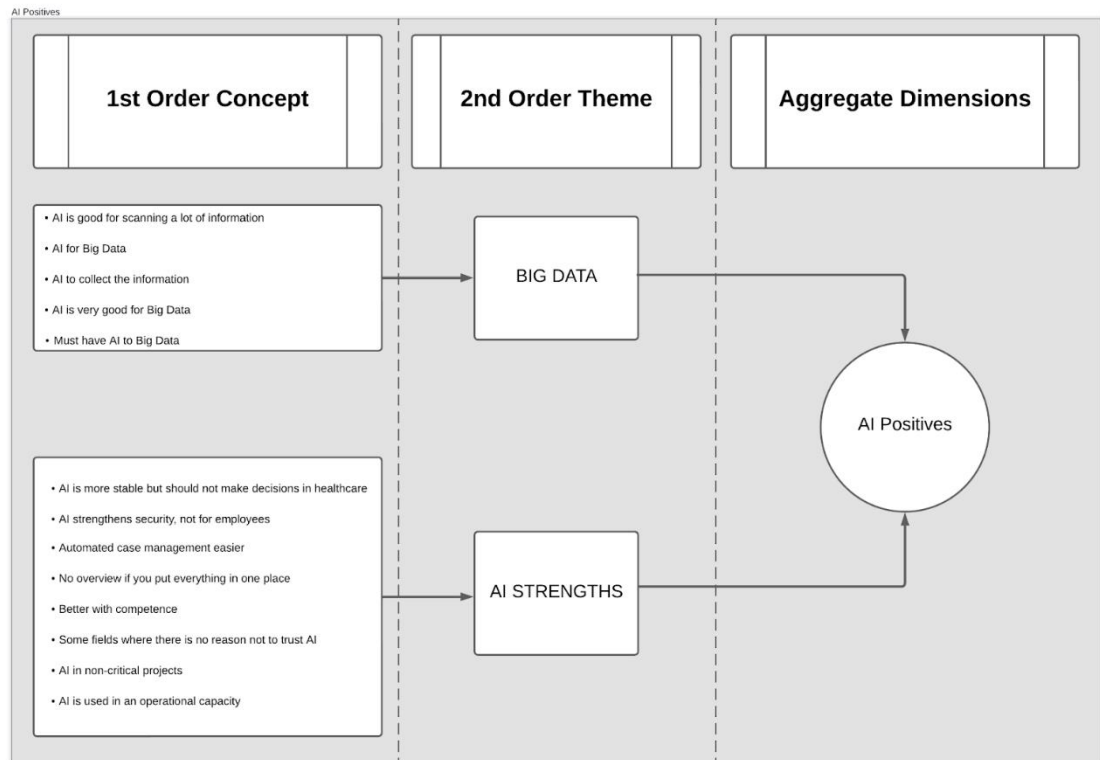 AI Positives
1st Order Concept
2nd Order Theme
Aggregate Dimensions
• AI is good for scanning a lot of information
• AI for Big Data
• AI to collect the information
• AI is very good for Big Data
• Must have AI to Big Data
BIG DATA
AI Positives
• AI is more stable but should not make decisions in healthcare
• AI strengthens security, not for employees
• Automated case management easier
• No overview if you put everything in one place
• Better with competence
• Some fields where there is no reason not to trust AI
• AI in non-critical projects
• AI is used in an operational capacity
AI STRENGTHS